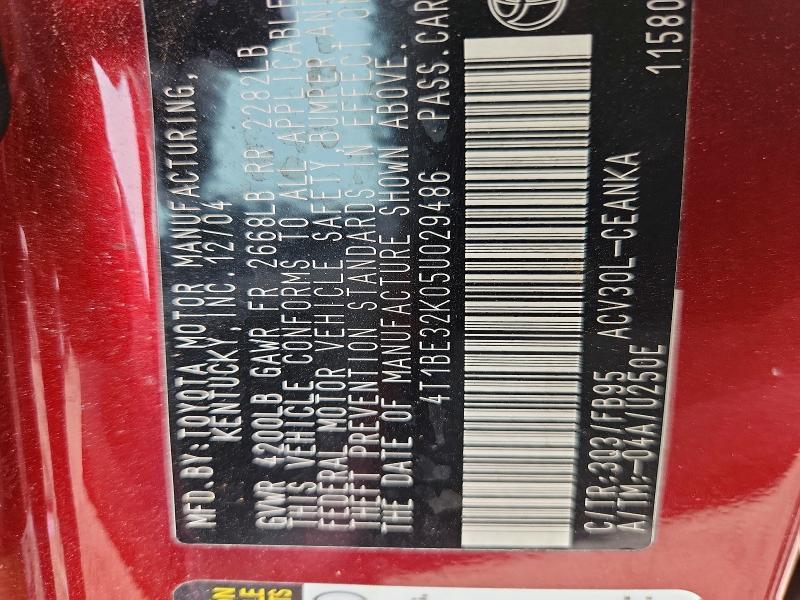 MFD.BY:TOYOTA MOTOR MANUFACTURING,
KENTUCKY, INC. 12/04
GVWR 4200LB GAWR FR 2668LB RR 2282LB
THIS VEHICLE CONFORMS TO ALL APPLICABLE
FEDERAL MOTOR VEHICLE SAFETY BUMPER AND
THEFT PREVENTION STANDARDS IN EFFECT ON
THE DATE OF MANUFACTURE SHOWN ABOVE.
4T1BE32K05U029486 PASS.CAR
C/TR:3Q3/FB95 ACV30L-CEANKA
A/TM:-04A/U250E 11580